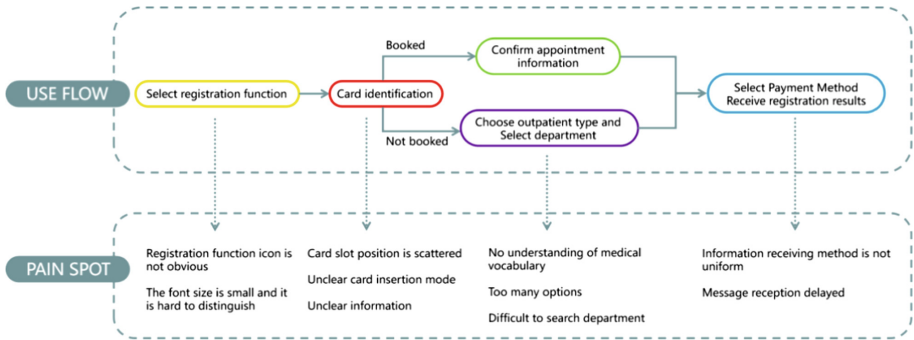 USE FLOW
Select registration function
Card identification
Booked
Not booked
Confirm appointment
information
Choose outpatient type and
Select department
Select Payment Method
Receive registration results
PAIN SPOT
Registration function icon is
not obvious
The font size is small and it
is hard to distinguish
Card slot position is scattered
Unclear card insertion mode
Unclear information
No understanding of medical
vocabulary
Too many options
Difficult to search department
Information receiving method is not
uniform
Message reception delayed